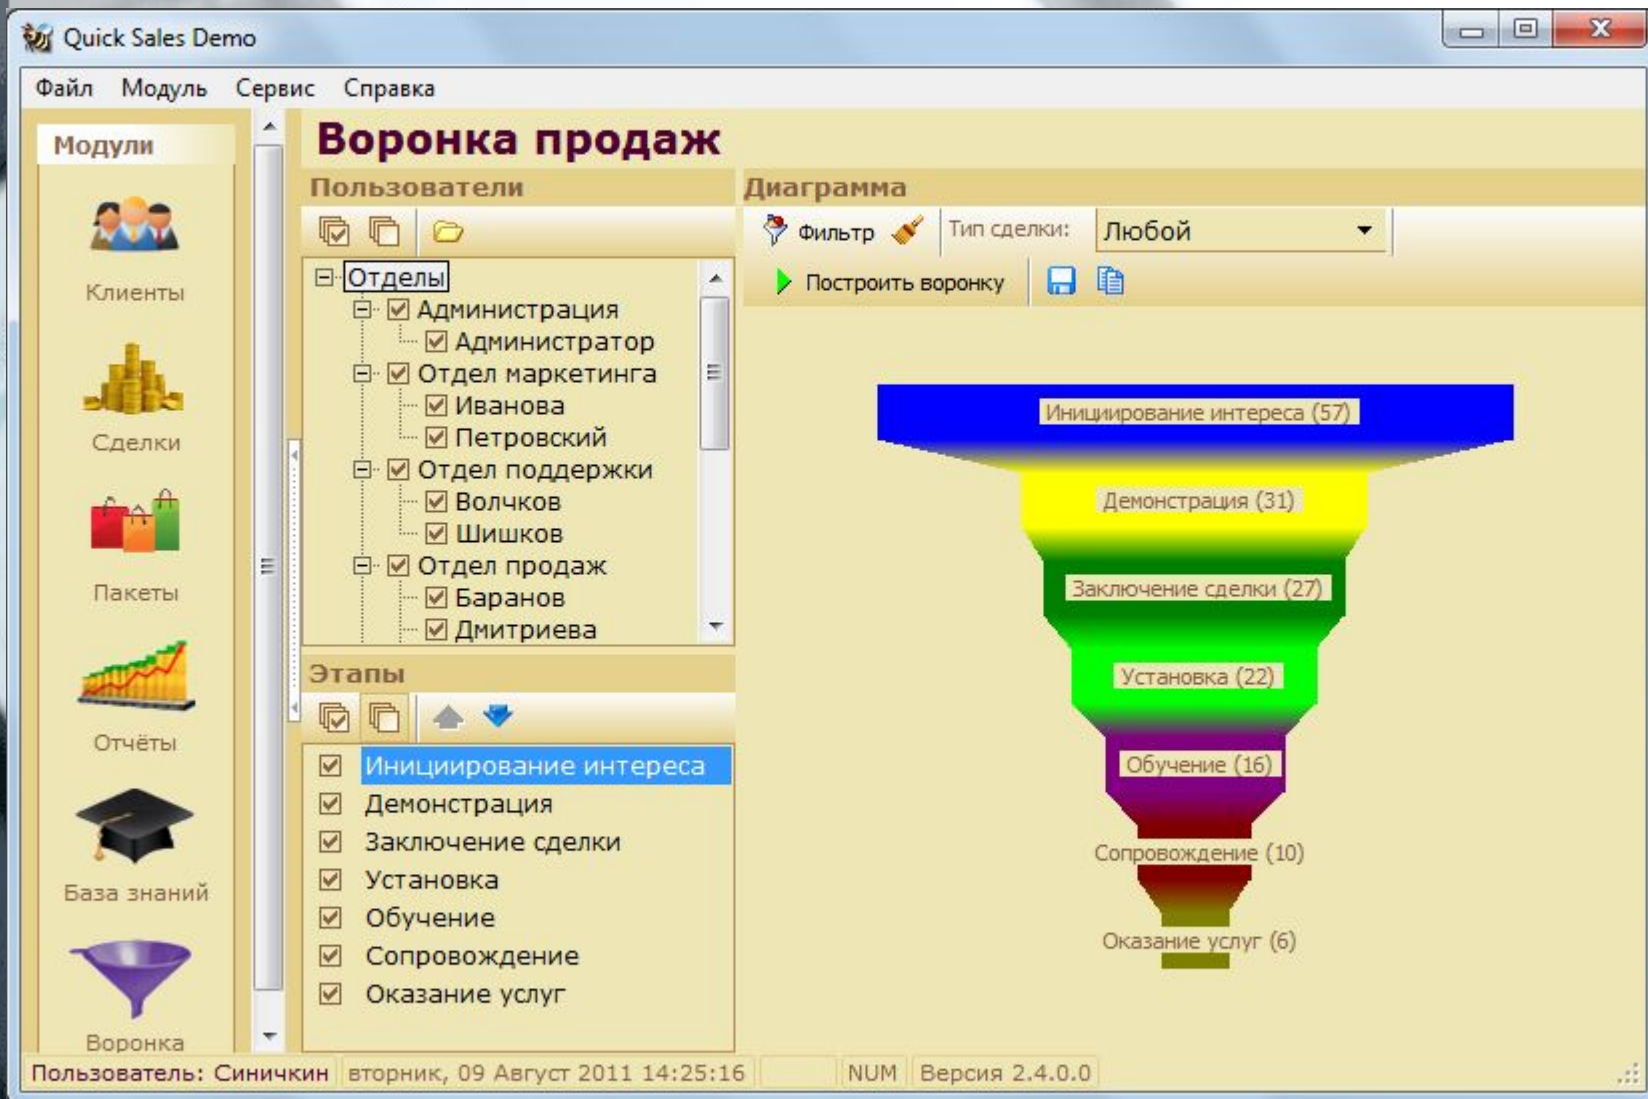 Quick Sales Demo
Файл Модуль Сервис Справка
Модули
Клиенты
Сделки
Пакеты
Отчёты
База знаний
Воронка
Воронка продаж
Пользователи
Отделы
Администрация
Администратор
Отдел маркетинга
Иванова
Петровский
Отдел поддержки
Волчков
Шишков
Отдел продаж
Баранов
Дмитриева
Этапы
Инициирование интереса
Демонстрация
Заключение сделки
Установка
Обучение
Сопровождение
Оказание услуг
Диаграмма
Фильтр Тип сделки: Любой
Построить воронку
Инициирование интереса (57)
Демонстрация (31)
Заключение сделки (27)
Установка (22)
Обучение (16)
Сопровождение (10)
Оказание услуг (6)
Пользователь: Синичкин вторник, 09 Август 2011 14:25:16 NUM Версия 2.4.0.0